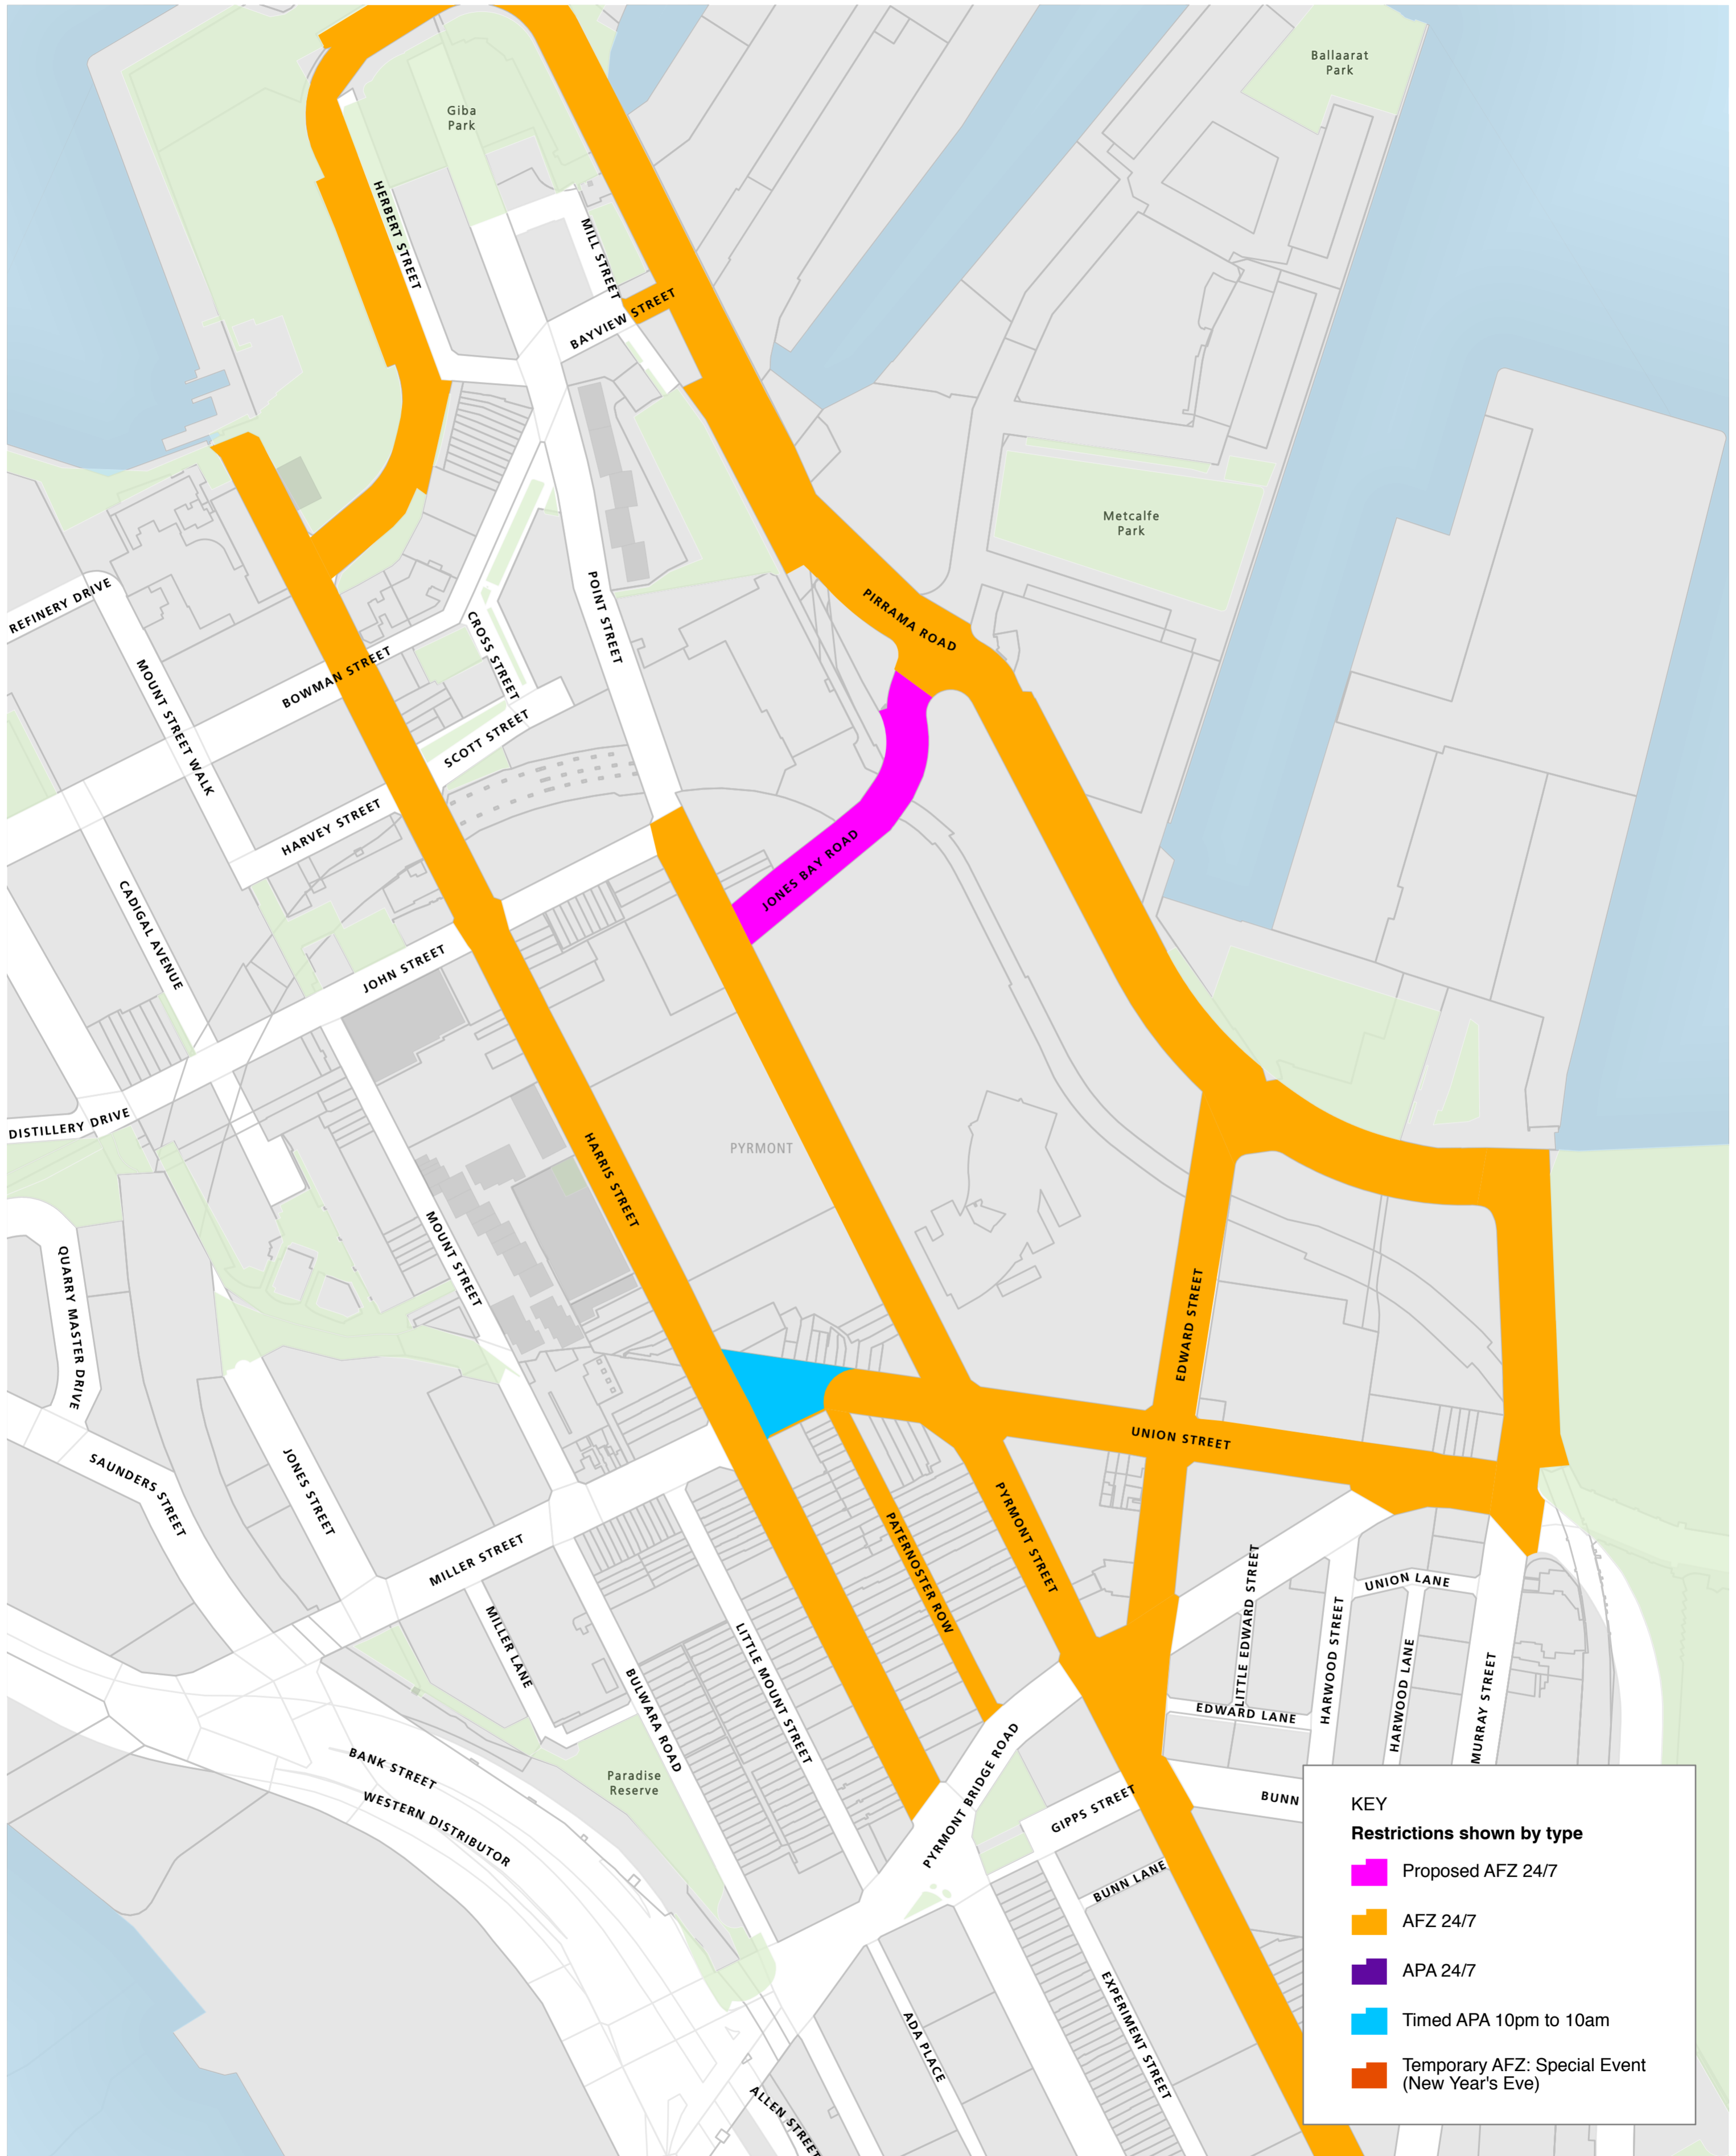 Ballaarat
Park
Giba
Park
HERBERT STREET
MILL STREET
BAYVIEW STREET
Metcalfe
Park
REFINERY DRIVE
POINT STREET
PIRRAMA ROAD
CROSS STREET
MOUNT STREET WALK
BOWMAN STREET
SCOTT STREET
HARVEY STREET
JONES BAY ROAD
CADIGAL AVENUE
JOHN STREET
DISTILLERY DRIVE
PYRMONT
HARRIS STREET
MOUNT STREET
QUARRY MASTER DRIVE
EDWARD STREET
UNION STREET
SAUNDERS STREET
JONES STREET
PYRMONT STREET
PATERNOSTER ROW
MILLER STREET
LITTLE EDWARD STREET
UNION LANE
MILLER LANE
LITTLE MOUNT STREET
HARWOOD STREET
HARWOOD LANE
MURRAY STREET
BULWARA ROAD
EDWARD LANE
BANK STREET
Paradise
Reserve
PYRMONT BRIDGE ROAD
GIPPS STREET
BUNN
WESTERN DISTRIBUTOR
BUNN LANE
EXPERIMENT STREET
ADA PLACE
ALLEN STREET
KEY
Restrictions shown by type
Proposed AFZ 24/7
AFZ 24/7
APA 24/7
Timed APA 10pm to 10am
Temporary AFZ: Special Event
(New Year's Eve)